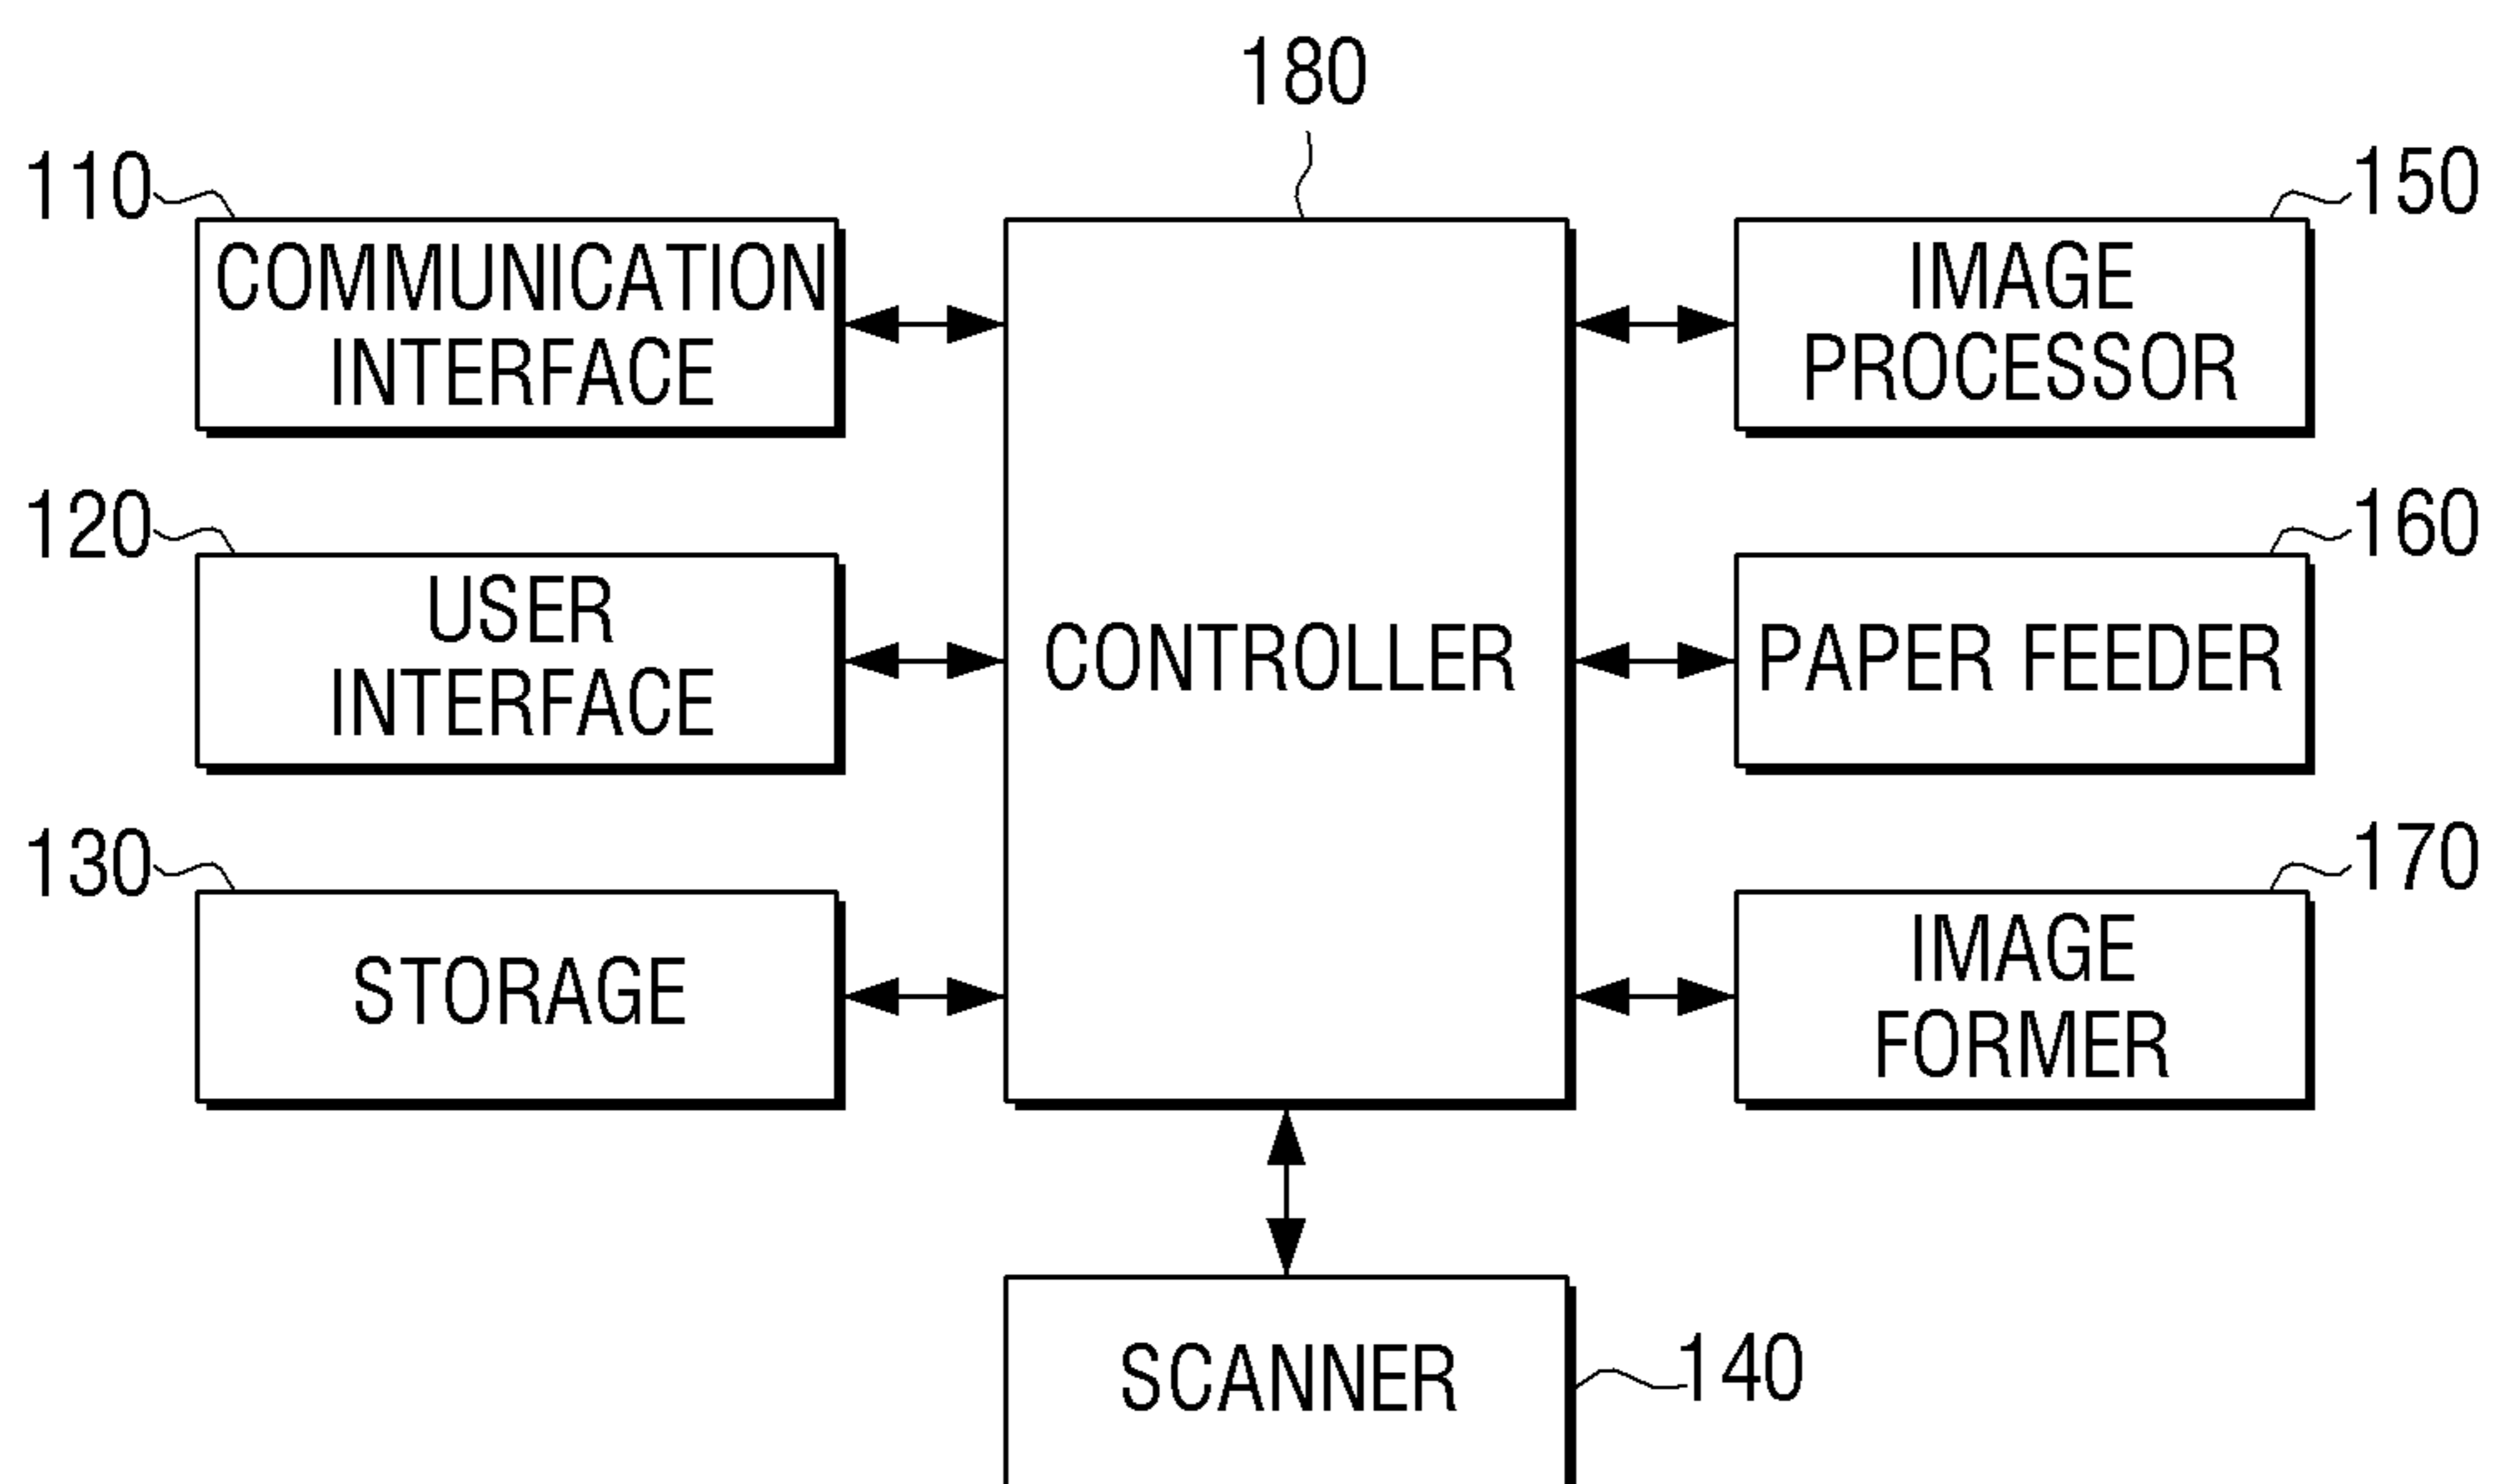 180
110
COMMUNICATION
INTERFACE
150
IMAGE
PROCESSOR
120
USER
INTERFACE
CONTROLLER
160
PAPER FEEDER
130
STORAGE
170
IMAGE
FORMER
SCANNER
140